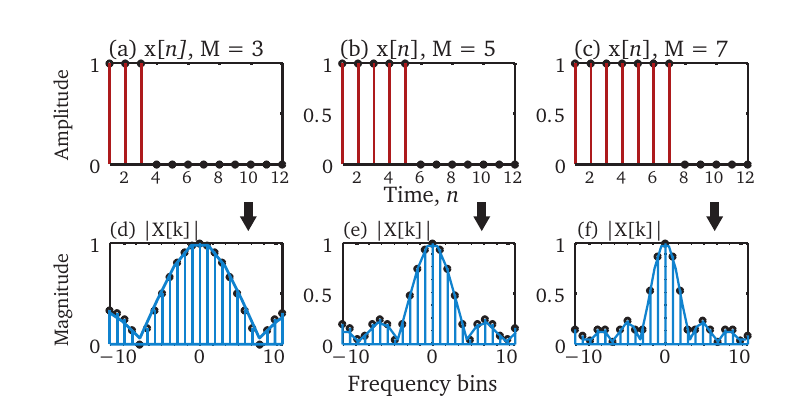 (a) x[n], M = 3
(b) x[n], M = 5
(c) x[n], M = 7
Amplitude
1
0
2 4 6 8 10 12
1
0.5
0
2 4 6 8 10 12
1
0.5
0
2 4 6 8 10 12
Time, n
(d) |X[k]|
(e) |X[k]|
(f) |X[k]|
Magnitude
1
0
−10 0 10
1
0.5
0
−10 0 10
1
0.5
0
−10 0 10
Frequency bins